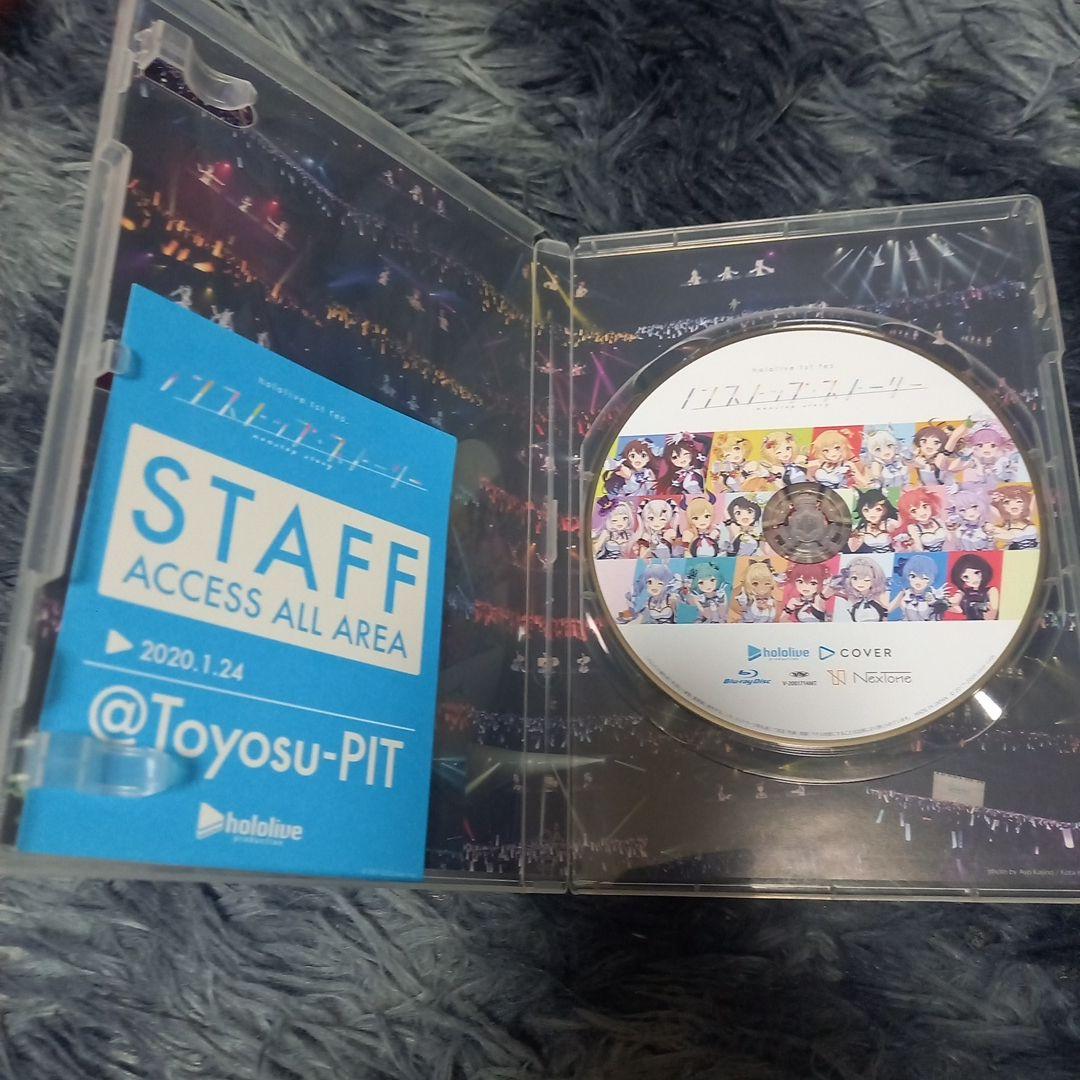 hololive 1st fes.
ノンストップ・ストーリー
nonstop story
STAFF
ACCESS ALL AREA
2020.1.24
@Toyosu-PIT
hololive
production
hololive 1st fes.
ノンストップ・ストーリー
nonstop story
hololive
production
COVER
Blu-ray Disc
NexTone